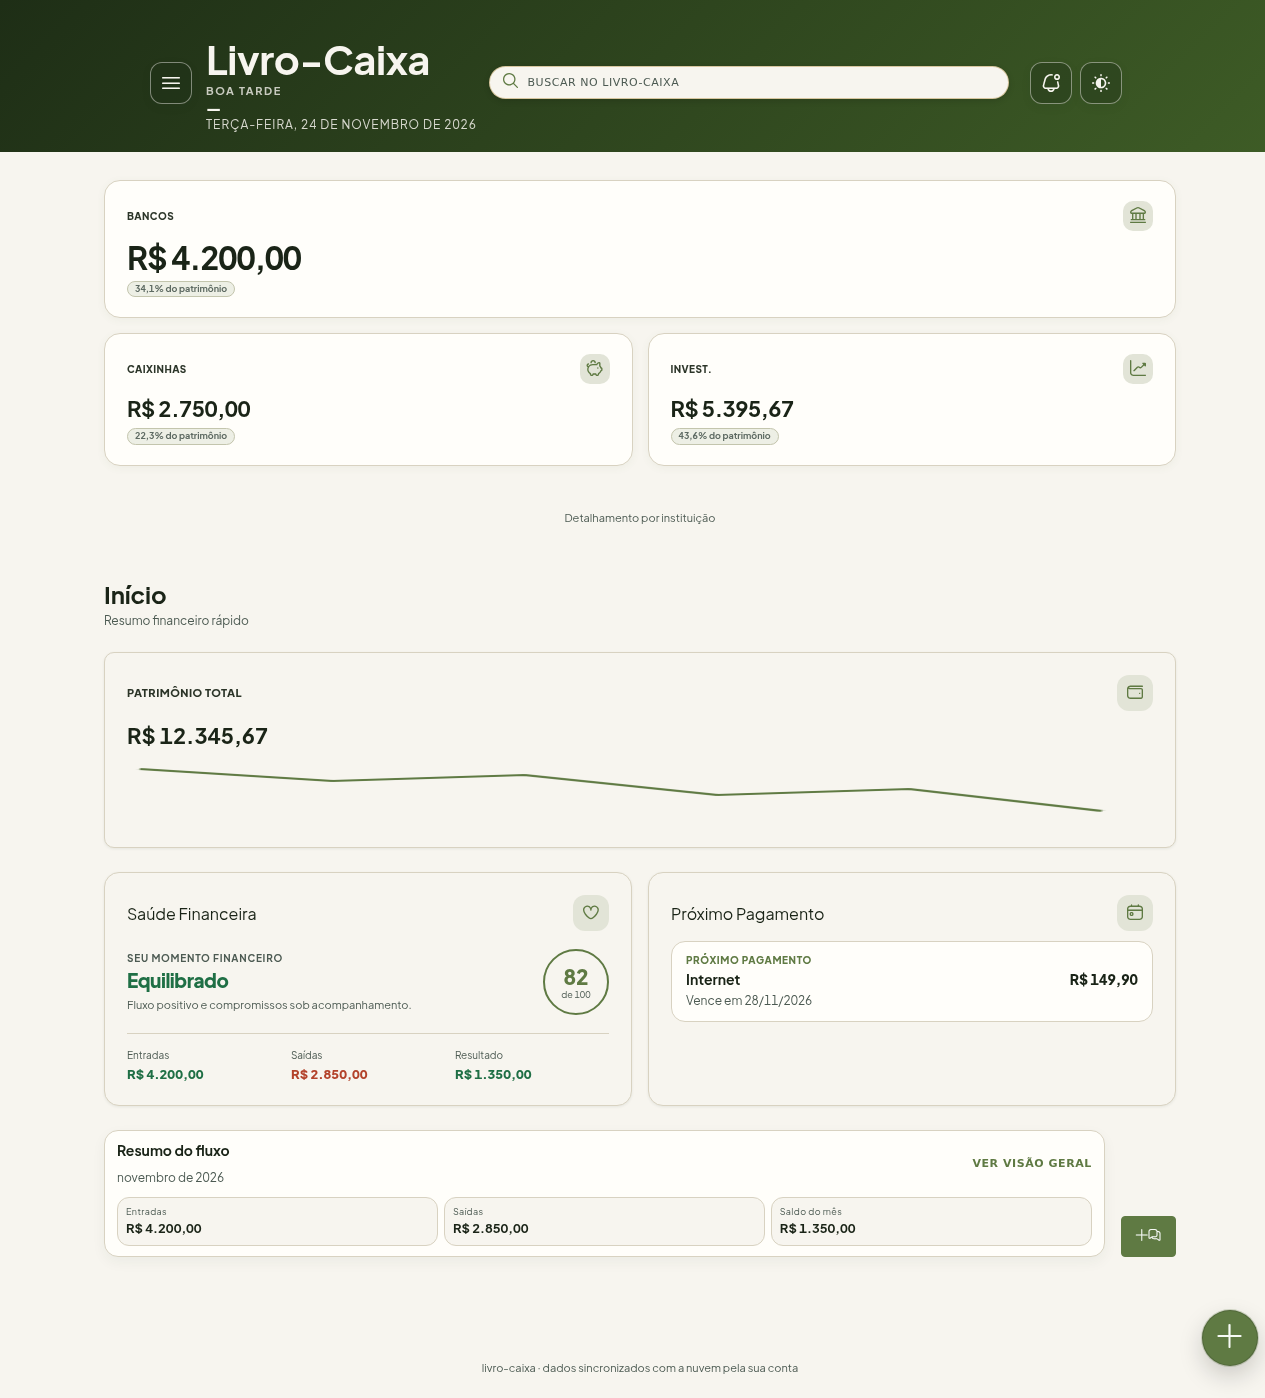 Livro-Caixa
BOA TARDE
—
TERÇA-FEIRA, 24 DE NOVEMBRO DE 2026
BUSCAR NO LIVRO-CAIXA
BANCOS
R$ 4.200,00
34,1% do patrimônio
CAIXINHAS
R$ 2.750,00
22,3% do patrimônio
INVEST.
R$ 5.395,67
43,6% do patrimônio
Detalhamento por instituição
Início
Resumo financeiro rápido
PATRIMÔNIO TOTAL
R$ 12.345,67
Saúde Financeira
SEU MOMENTO FINANCEIRO
Equilibrado
Fluxo positivo e compromissos sob acompanhamento.
82
de 100
Entradas
R$ 4.200,00
Saídas
R$ 2.850,00
Resultado
R$ 1.350,00
Próximo Pagamento
PRÓXIMO PAGAMENTO
Internet
R$ 149,90
Vence em 28/11/2026
Resumo do fluxo
novembro de 2026
VER VISÃO GERAL
Entradas
R$ 4.200,00
Saídas
R$ 2.850,00
Saldo do mês
R$ 1.350,00
livro-caixa · dados sincronizados com a nuvem pela sua conta